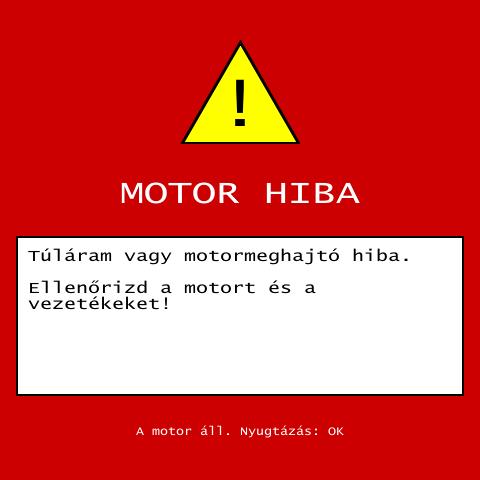 !
MOTOR HIBA
Túláram vagy motormeghajtó hiba.
Ellenőrizd a motort és a
vezetékeket!
A motor áll. Nyugtázás: OK